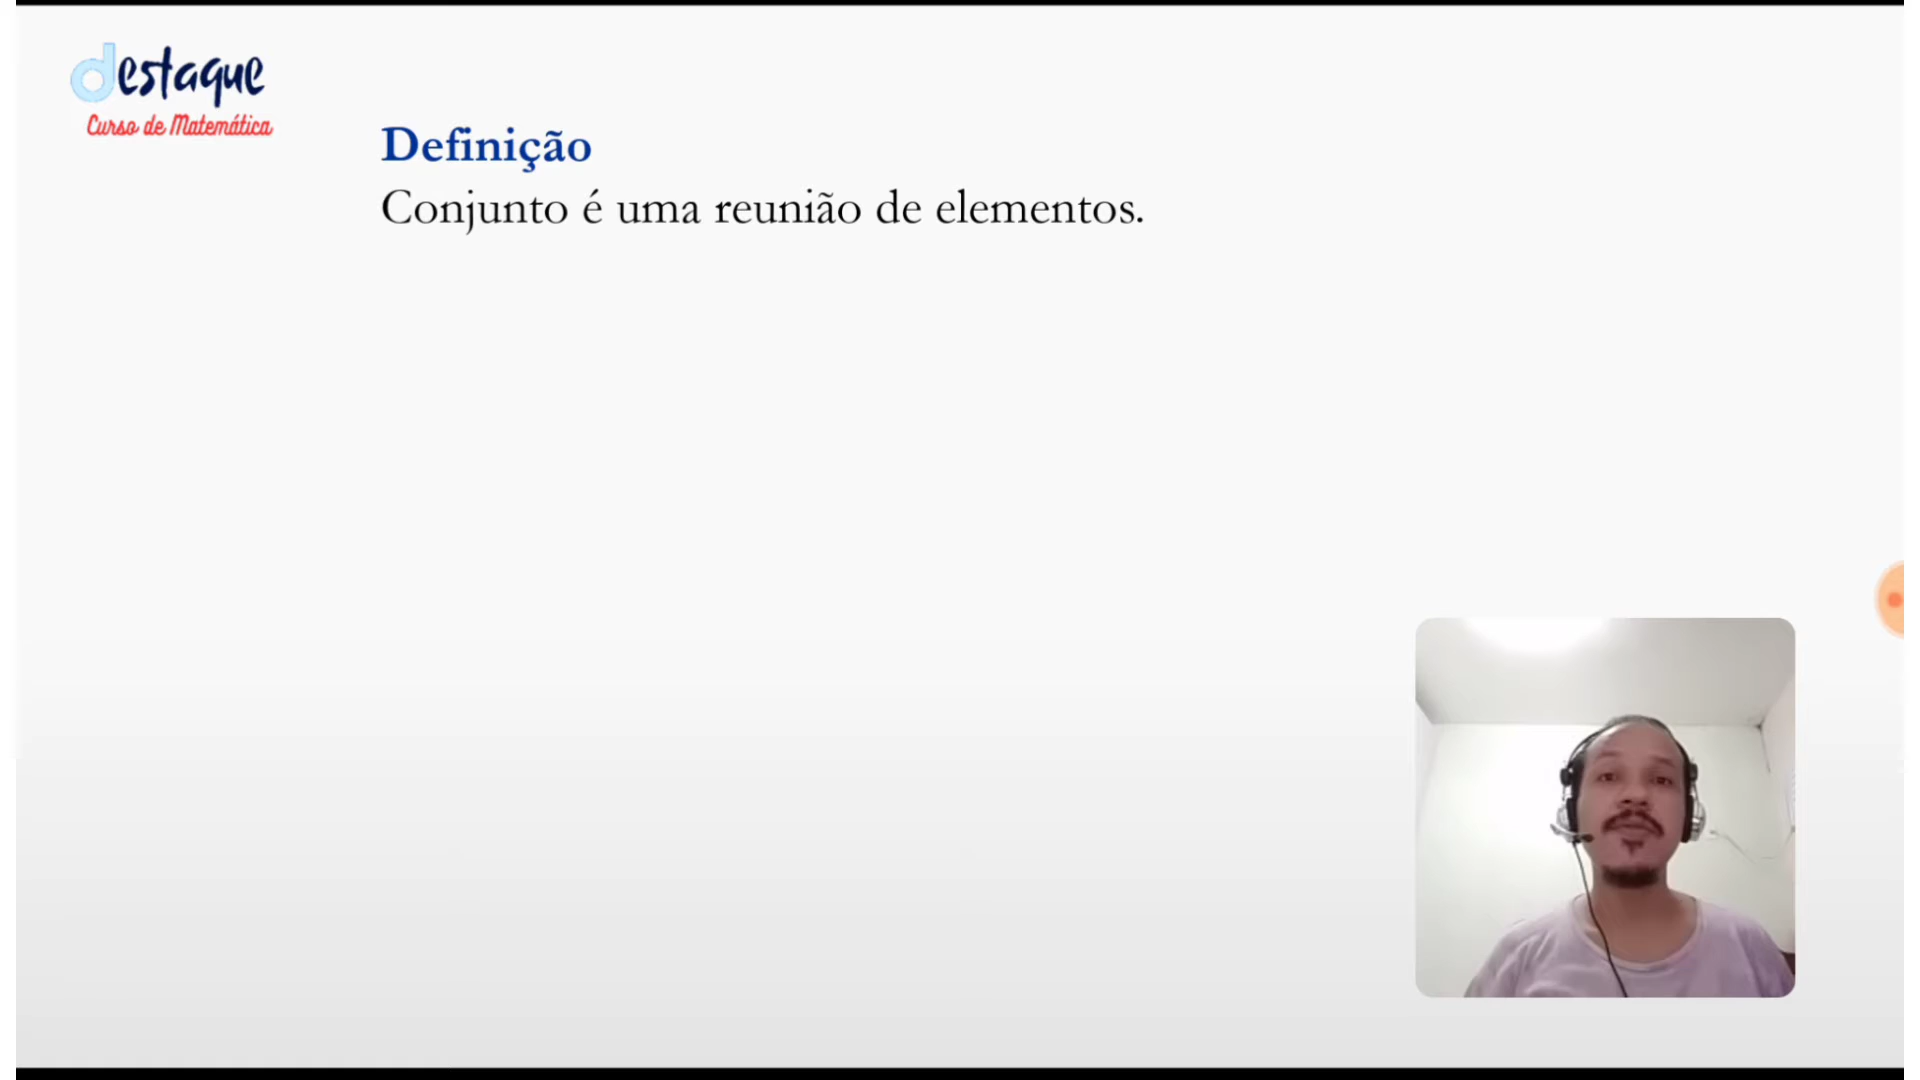 destaque
Curso de Matemática
Definição
Conjunto é uma reunião de elementos.